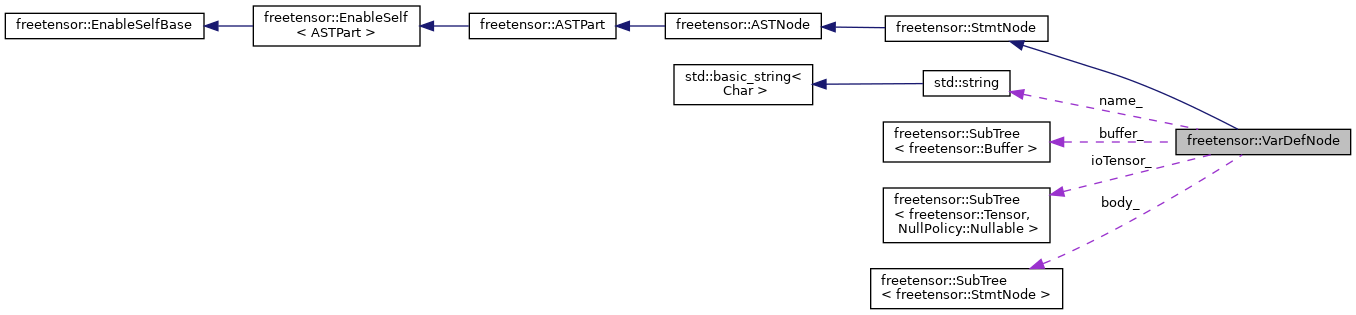 freetensor::EnableSelfBase
freetensor::EnableSelf
< ASTPart >
freetensor::ASTPart
freetensor::ASTNode
freetensor::StmtNode
std::basic_string<
Char >
std::string
name_
freetensor::SubTree
< freetensor::Buffer >
buffer_
freetensor::VarDefNode
ioTensor_
freetensor::SubTree
< freetensor::Tensor,
NullPolicy::Nullable >
body_
freetensor::SubTree
< freetensor::StmtNode >